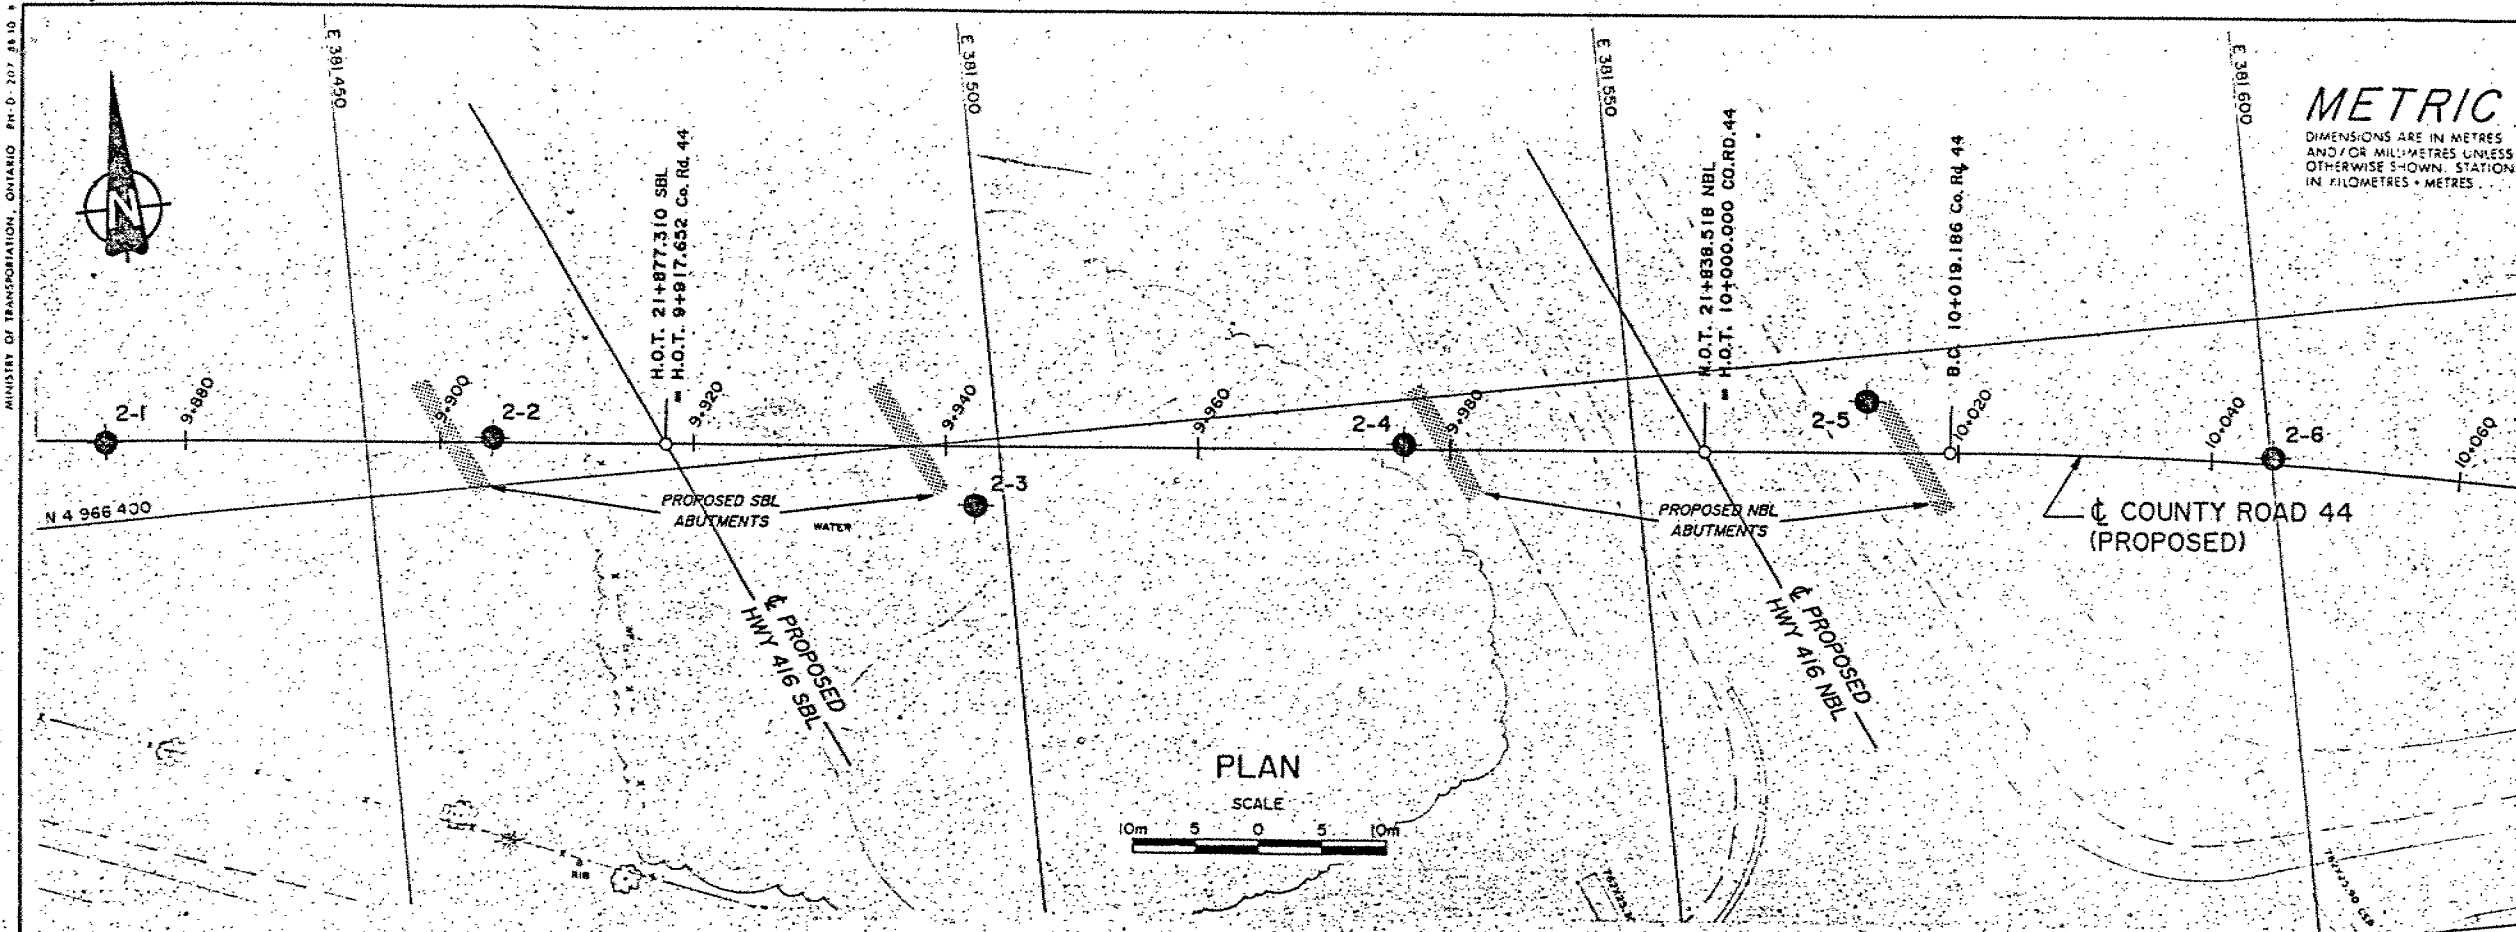 MINISTRY OF TRANSPORTATION, ONTARIO PH-D-207
E 381 450
E 381 500
E 381 550
E 381 600
METRIC
DIMENSIONS ARE IN METRES
AND/OR MILLIMETRES UNLESS
OTHERWISE SHOWN. STATION
IN KILOMETRES + METRES.
N
H.O.T. 21+877.310 SBL
= H.O.T. 9+917.652 Co. Rd. 44
H.O.T. 21+838.518 NBL
= H.O.T. 10+000.000 CO.RD.44
B.C. 10+019.186 Co. Rd. 44
2-1
9+880
9+900
2-2
9+920
9+940
2-3
9+960
2-4
9+980
2-5
10+020
10+040
2-6
10+060
N 4 966 400
PROPOSED SBL
ABUTMENTS
WATER
PROPOSED NBL
ABUTMENTS
℄ COUNTY ROAD 44
(PROPOSED)
℄ PROPOSED
HWY 416 SBL
℄ PROPOSED
HWY 416 NBL
PLAN
SCALE
10m 5 0 5 10m